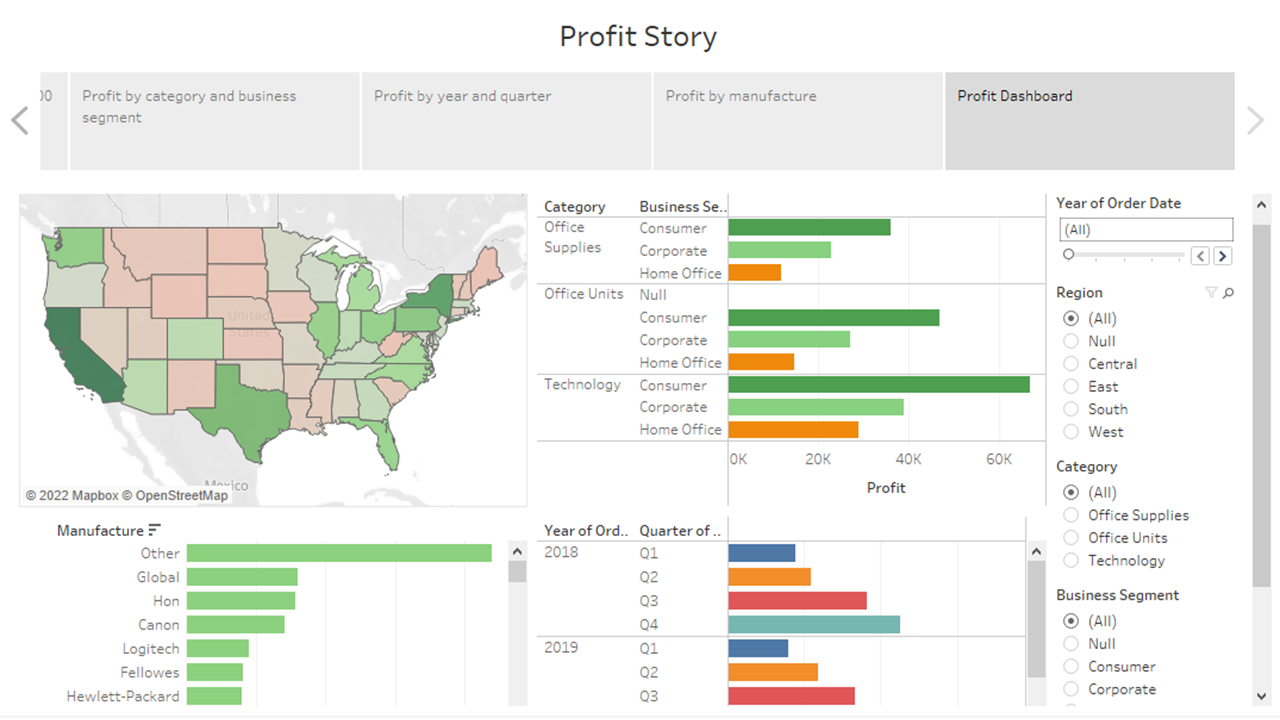 Profit Story
00
Profit by category and business
segment
Profit by year and quarter
Profit by manufacture
Profit Dashboard
United
States
Mexico
© 2022 Mapbox © OpenStreetMap
Category
Business Se..
Office
Supplies
Consumer
Corporate
Home Office
Office Units
Null
Consumer
Corporate
Home Office
Technology
Consumer
Corporate
Home Office
0K
20K
40K
60K
Profit
Year of Order Date
(All)
Region
(All)
Null
Central
East
South
West
Category
(All)
Office Supplies
Office Units
Technology
Business Segment
(All)
Null
Consumer
Corporate
Manufacture
Other
Global
Hon
Canon
Logitech
Fellowes
Hewlett-Packard
Year of Ord..
Quarter of ..
2018
Q1
Q2
Q3
Q4
2019
Q1
Q2
Q3